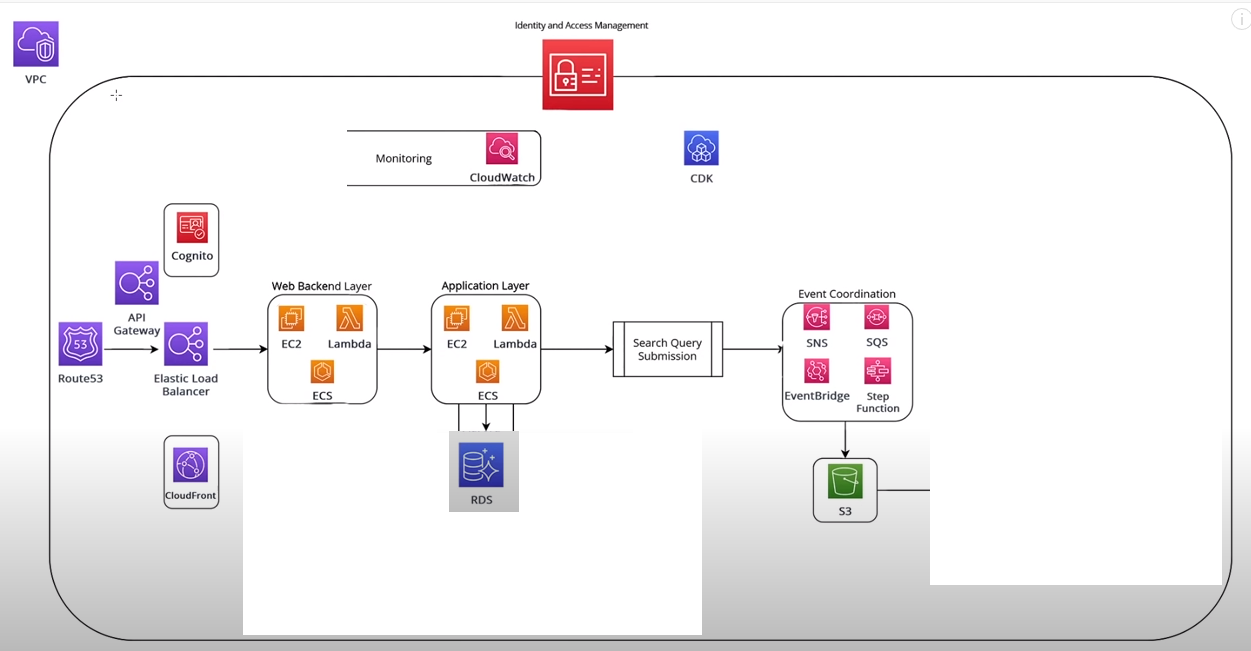 Identity and Access Management
VPC
Monitoring
CloudWatch
CDK
Cognito
API
Gateway
53
Route53
Elastic Load
Balancer
CloudFront
Web Backend Layer
EC2
Lambda
ECS
Application Layer
EC2
Lambda
ECS
RDS
Search Query
Submission
Event Coordination
SNS
SQS
EventBridge
Step
Function
S3